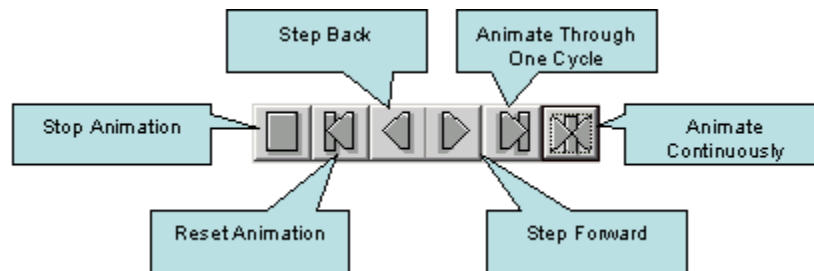 Step Back
Animate Through
One Cycle
Stop Animation
Animate
Continuously
Reset Animation
Step Forward